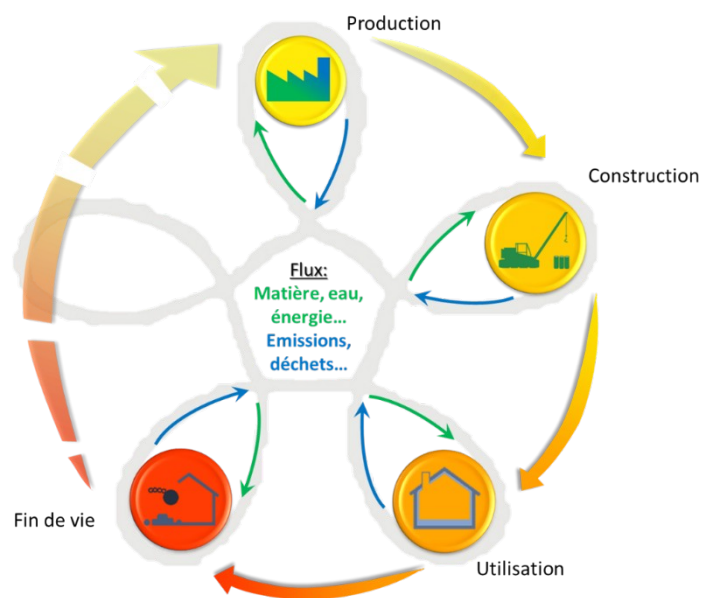 Production
Construction
Flux:
Matière, eau,
énergie...
Emissions,
déchets...
Fin de vie
Utilisation